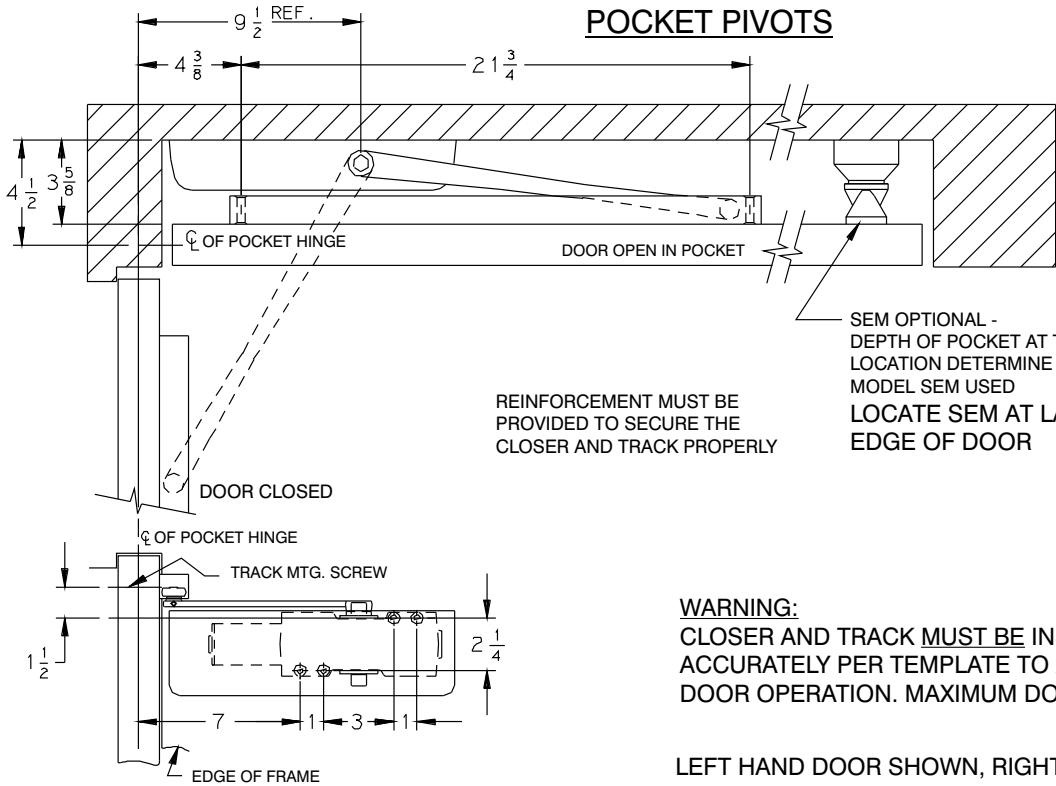 POCKET PIVOTS
9 1/2 REF.
4 3/8
21 3/4
4 1/2
3 5/8
℄ OF POCKET HINGE
DOOR OPEN IN POCKET
SEM OPTIONAL -
DEPTH OF POCKET AT
LOCATION DETERMINE
MODEL SEM USED
LOCATE SEM AT
EDGE OF DOOR
REINFORCEMENT MUST BE
PROVIDED TO SECURE THE
CLOSER AND TRACK PROPERLY
DOOR CLOSED
℄ OF POCKET HINGE
TRACK MTG. SCREW
1 1/2
2 1/4
7
1
3
1
EDGE OF FRAME
WARNING:
CLOSER AND TRACK MUST BE
ACCURATELY PER TEMPLATE TO
DOOR OPERATION. MAXIMUM
LEFT HAND DOOR SHOWN, RIGHT